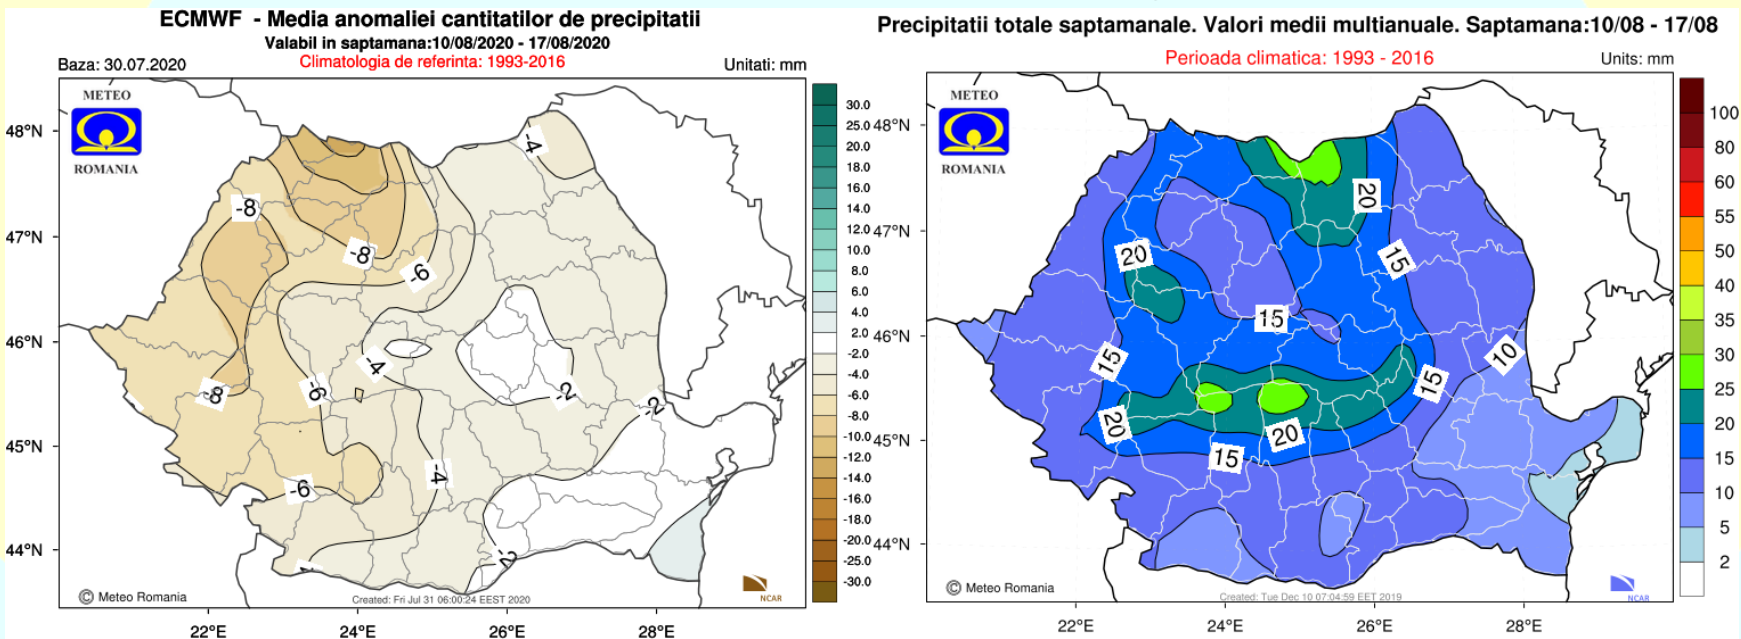 ECMWF - Media anomaliei cantitatilor de precipitatii
Valabil in saptamana:10/08/2020 - 17/08/2020
Baza: 30.07.2020
Climatologia de referinta: 1993-2016
Unitati: mm
METEO
ROMANIA
48°N
47°N
46°N
45°N
44°N
22°E
24°E
26°E
28°E
-4
-8
-8
-6
-4
-8
-6
-2
-2
-6
-4
-2
30.0
25.0
20.0
18.0
16.0
14.0
12.0
10.0
8.0
6.0
4.0
2.0
-2.0
-4.0
-6.0
-8.0
-10.0
-12.0
-14.0
-16.0
-18.0
-20.0
-25.0
-30.0
© Meteo Romania
Created: Fri Jul 31 06:00:24 EEST 2020
NCAR
Precipitatii totale saptamanale. Valori medii multianuale. Saptamana:10/08 - 17/08
Perioada climatica: 1993 - 2016
Units: mm
METEO
ROMANIA
48°N
47°N
46°N
45°N
44°N
22°E
24°E
26°E
28°E
20
20
15
15
15
10
15
20
20
15
100
80
60
55
50
45
40
35
30
25
20
15
10
5
2
© Meteo Romania
Created: Tue Dec 10 07:04:59 EET 2019
NCAR